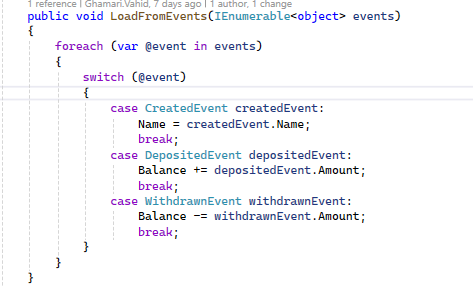 1 reference | Ghamari.Vahid, 7 days ago | 1 author, 1 change
public void LoadFromEvents(IEnumerable<object> events)
{
    foreach (var @event in events)
    {
        switch (@event)
        {
            case CreatedEvent createdEvent:
                Name = createdEvent.Name;
                break;
            case DepositedEvent depositedEvent:
                Balance += depositedEvent.Amount;
                break;
            case WithdrawnEvent withdrawnEvent:
                Balance -= withdrawnEvent.Amount;
                break;
        }
    }
}